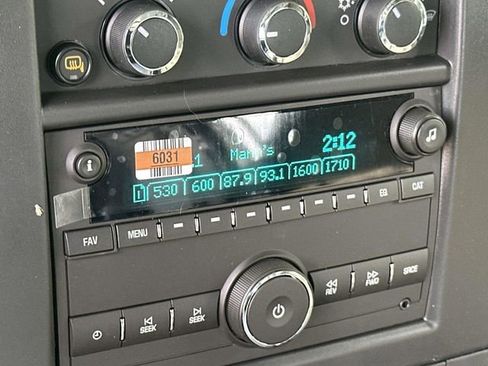 6031
1 Mar's 2:12
1 530 600 87.9 93.1 1600 1710
i
FAV MENU EQ CAT
SEEK SEEK REV FWD SRCE